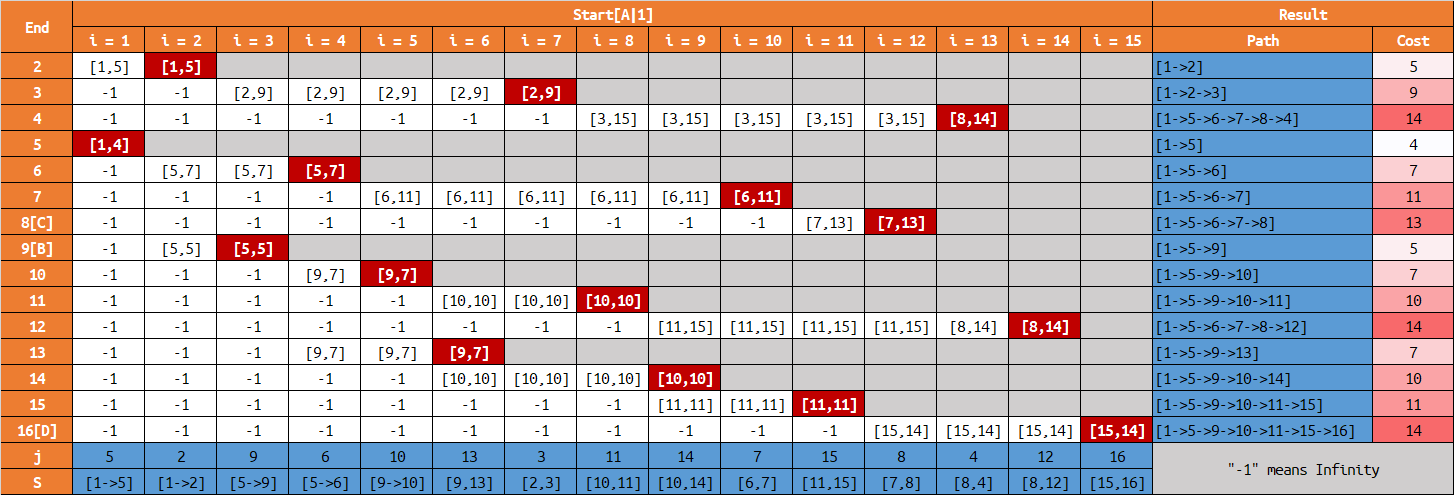 End Start[A|1] Result
i = 1 i = 2 i = 3 i = 4 i = 5 i = 6 i = 7 i = 8 i = 9 i = 10 i = 11 i = 12 i = 13 i = 14 i = 15 Path Cost
2 [1,5] [1,5] [1->2] 5
3 -1 -1 [2,9] [2,9] [2,9] [2,9] [2,9] [1->2->3] 9
4 -1 -1 -1 -1 -1 -1 -1 [3,15] [3,15] [3,15] [3,15] [3,15] [8,14] [1->5->6->7->8->4] 14
5 [1,4] [1->5] 4
6 -1 [5,7] [5,7] [5,7] [1->5->6] 7
7 -1 -1 -1 -1 [6,11] [6,11] [6,11] [6,11] [6,11] [6,11] [1->5->6->7] 11
8[C] -1 -1 -1 -1 -1 -1 -1 -1 -1 -1 [7,13] [7,13] [1->5->6->7->8] 13
9[B] -1 [5,5] [5,5] [1->5->9] 5
10 -1 -1 -1 [9,7] [9,7] [1->5->9->10] 7
11 -1 -1 -1 -1 -1 [10,10] [10,10] [10,10] [1->5->9->10->11] 10
12 -1 -1 -1 -1 -1 -1 -1 -1 [11,15] [11,15] [11,15] [11,15] [8,14] [8,14] [1->5->6->7->8->12] 14
13 -1 -1 -1 [9,7] [9,7] [9,7] [1->5->9->13] 7
14 -1 -1 -1 -1 -1 [10,10] [10,10] [10,10] [10,10] [1->5->9->10->14] 10
15 -1 -1 -1 -1 -1 -1 -1 -1 [11,11] [11,11] [11,11] [1->5->9->10->11->15] 11
16[D] -1 -1 -1 -1 -1 -1 -1 -1 -1 -1 -1 [15,14] [15,14] [15,14] [15,14] [1->5->9->10->11->15->16] 14
j 5 2 9 6 10 13 3 11 14 7 15 8 4 12 16 "-1" means Infinity
S [1->5] [1->2] [5->9] [5->6] [9->10] [9,13] [2,3] [10,11] [10,14] [6,7] [11,15] [7,8] [8,4] [8,12] [15,16]